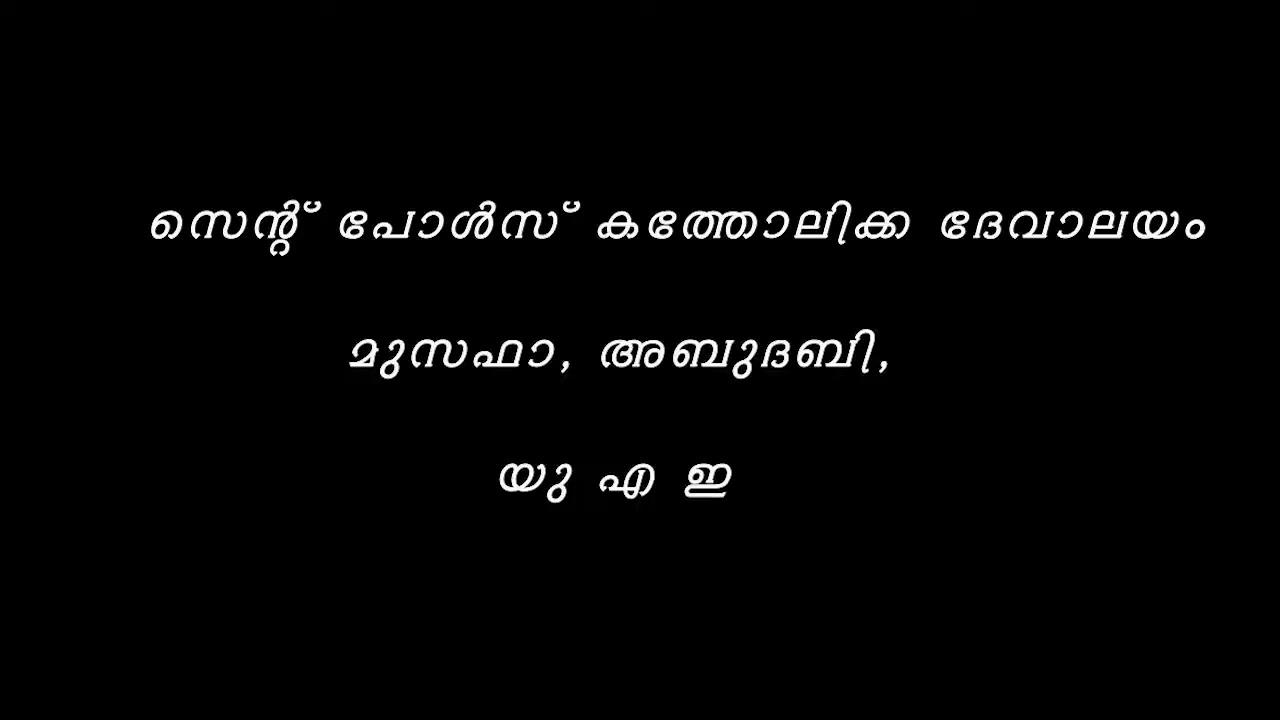 സെന്റ് പോൾസ് കത്തോലിക്ക ദേവാലയം
മുസഫാ, അബുദബി,
യു എ ഇ